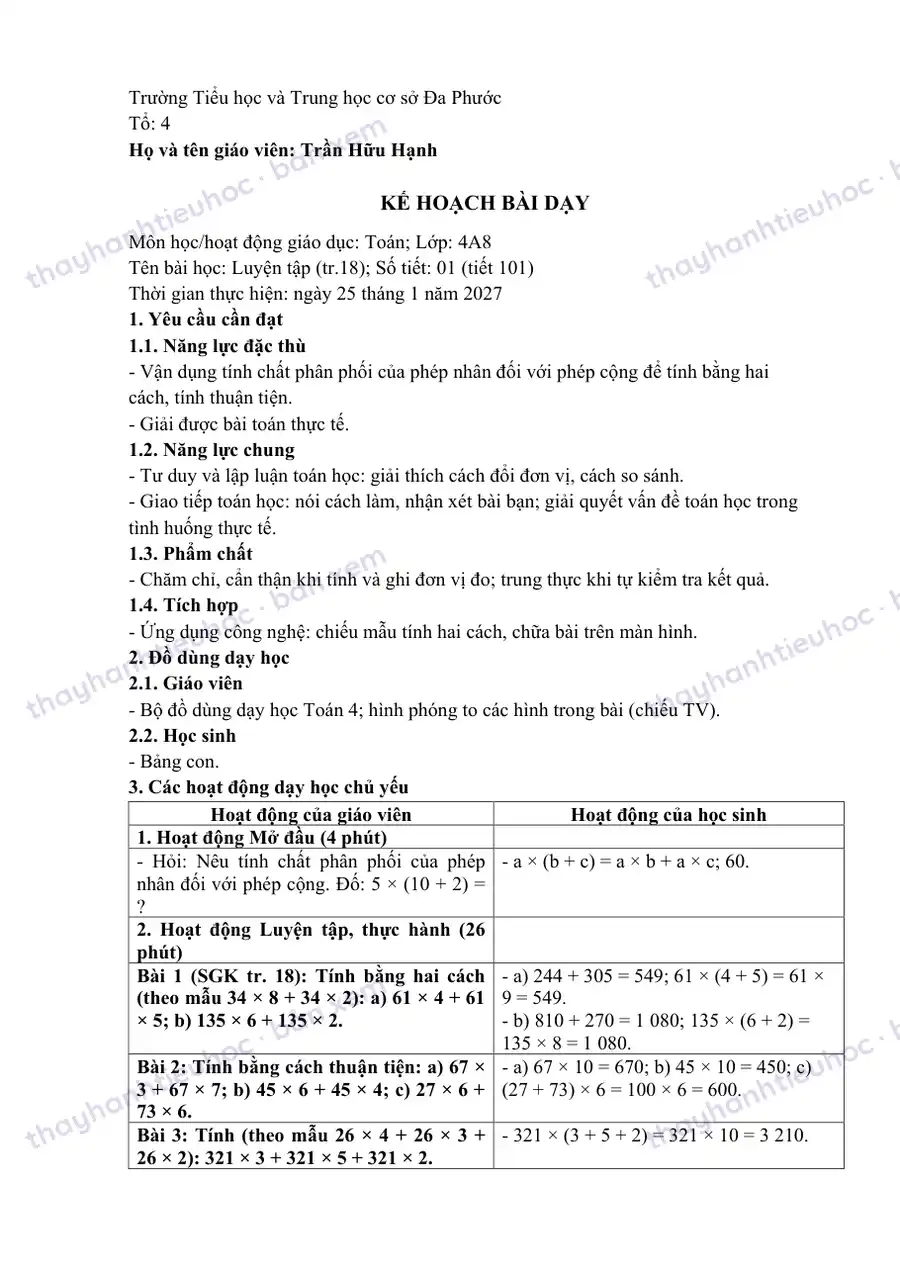 Trường Tiểu học và Trung học cơ sở Đa Phước
Tổ: 4
Họ và tên giáo viên: Trần Hữu Hạnh
KẾ HOẠCH BÀI DẠY
Môn học/hoạt động giáo dục: Toán; Lớp: 4A8
Tên bài học: Luyện tập (tr.18); Số tiết: 01 (tiết 101)
Thời gian thực hiện: ngày 25 tháng 1 năm 2027
1. Yêu cầu cần đạt
1.1. Năng lực đặc thù
- Vận dụng tính chất phân phối của phép nhân đối với phép cộng để tính bằng hai
cách, tính thuận tiện.
- Giải được bài toán thực tế.
1.2. Năng lực chung
- Tư duy và lập luận toán học: giải thích cách đổi đơn vị, cách so sánh.
- Giao tiếp toán học: nói cách làm, nhận xét bài bạn; giải quyết vấn đề toán học trong
tình huống thực tế.
1.3. Phẩm chất
- Chăm chỉ, cẩn thận khi tính và ghi đơn vị đo; trung thực khi tự kiểm tra kết quả.
1.4. Tích hợp
- Ứng dụng công nghệ: chiếu mẫu tính hai cách, chữa bài trên màn hình.
2. Đồ dùng dạy học
2.1. Giáo viên
- Bộ đồ dùng dạy học Toán 4; hình phóng to các hình trong bài (chiếu TV).
2.2. Học sinh
- Bảng con.
3. Các hoạt động dạy học chủ yếu
Hoạt động của giáo viên
Hoạt động của học sinh
1. Hoạt động Mở đầu (4 phút)
- Hỏi: Nêu tính chất phân phối của phép
nhân đối với phép cộng. Đố: 5 × (10 + 2) =
?
- a × (b + c) = a × b + a × c; 60.
2. Hoạt động Luyện tập, thực hành (26
phút)
Bài 1 (SGK tr. 18): Tính bằng hai cách
(theo mẫu 34 × 8 + 34 × 2): a) 61 × 4 + 61
× 5; b) 135 × 6 + 135 × 2.
- a) 244 + 305 = 549; 61 × (4 + 5) = 61 ×
9 = 549.
- b) 810 + 270 = 1 080; 135 × (6 + 2) =
135 × 8 = 1 080.
Bài 2: Tính bằng cách thuận tiện: a) 67 ×
3 + 67 × 7; b) 45 × 6 + 45 × 4; c) 27 × 6 +
73 × 6.
- a) 67 × 10 = 670; b) 45 × 10 = 450; c)
(27 + 73) × 6 = 100 × 6 = 600.
Bài 3: Tính (theo mẫu 26 × 4 + 26 × 3 +
26 × 2): 321 × 3 + 321 × 5 + 321 × 2.
- 321 × (3 + 5 + 2) = 321 × 10 = 3 210.
thayhanhtieuhoc · bản xem
thayhanhtieuhoc · b
thayhanhtieuhoc · bản xem
thayhanhtieuhoc · b
thayhanhtieuhoc · bản xem
thayhanhtieuhoc · b